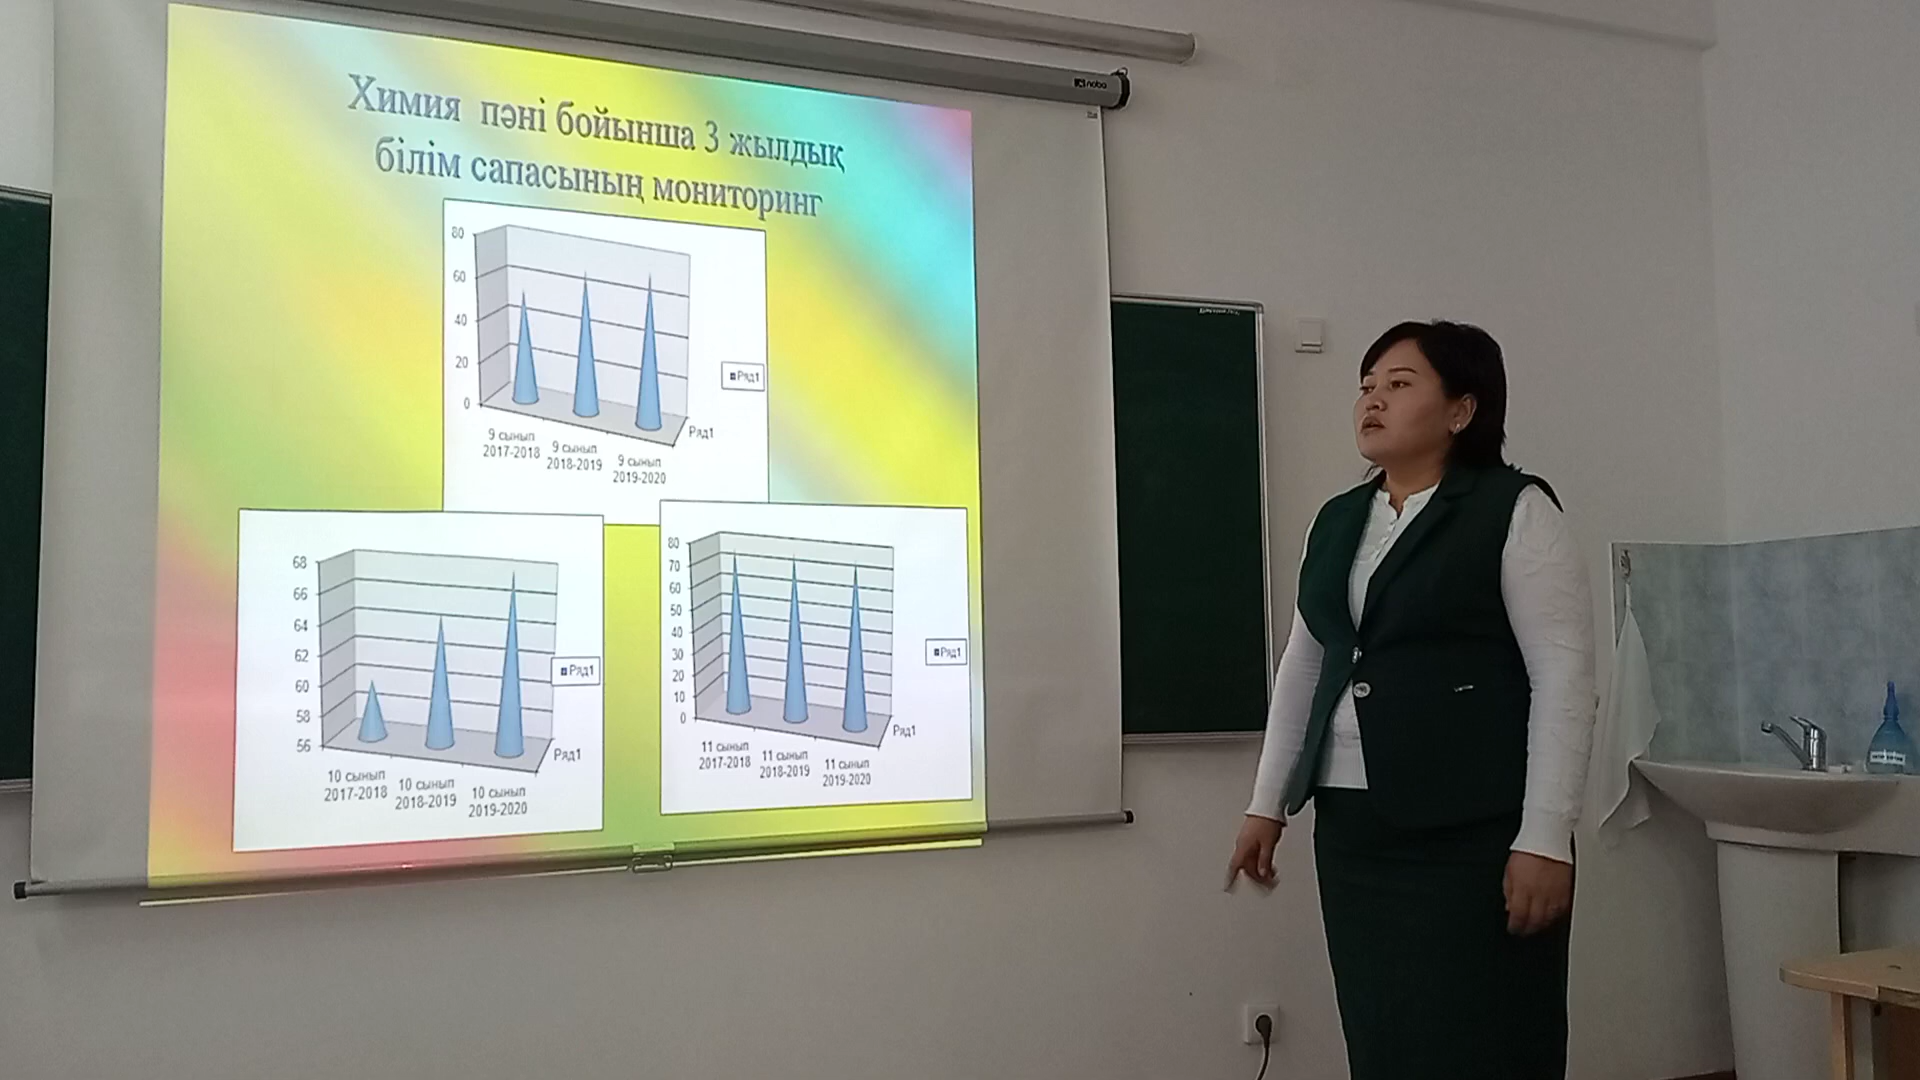 Химия пәні бойынша 3 жылдық
білім сапасының мониторинг
80
60
40
20
0
9 сынып
2017-2018
9 сынып
2018-2019
9 сынып
2019-2020
Ряд1
Ряд1
68
66
64
62
60
58
56
10 сынып
2017-2018
10 сынып
2018-2019
10 сынып
2019-2020
Ряд1
Ряд1
80
70
60
50
40
30
20
10
0
11 сынып
2017-2018
11 сынып
2018-2019
11 сынып
2019-2020
Ряд1
Ряд1
nobo